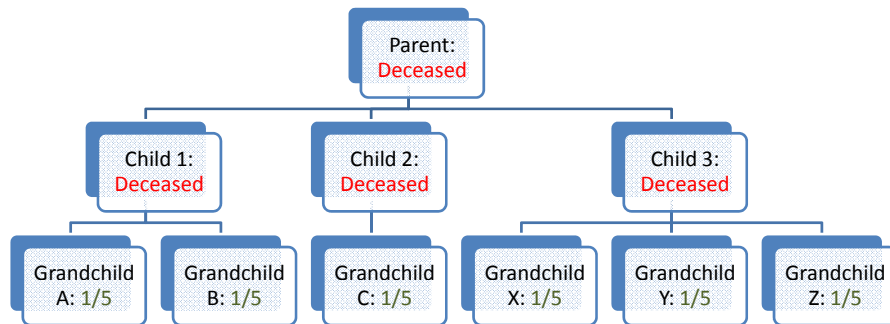 Parent:
Deceased
Child 1:
Deceased
Child 2:
Deceased
Child 3:
Deceased
Grandchild
A: 1/5
Grandchild
B: 1/5
Grandchild
C: 1/5
Grandchild
X: 1/5
Grandchild
Y: 1/5
Grandchild
Z: 1/5